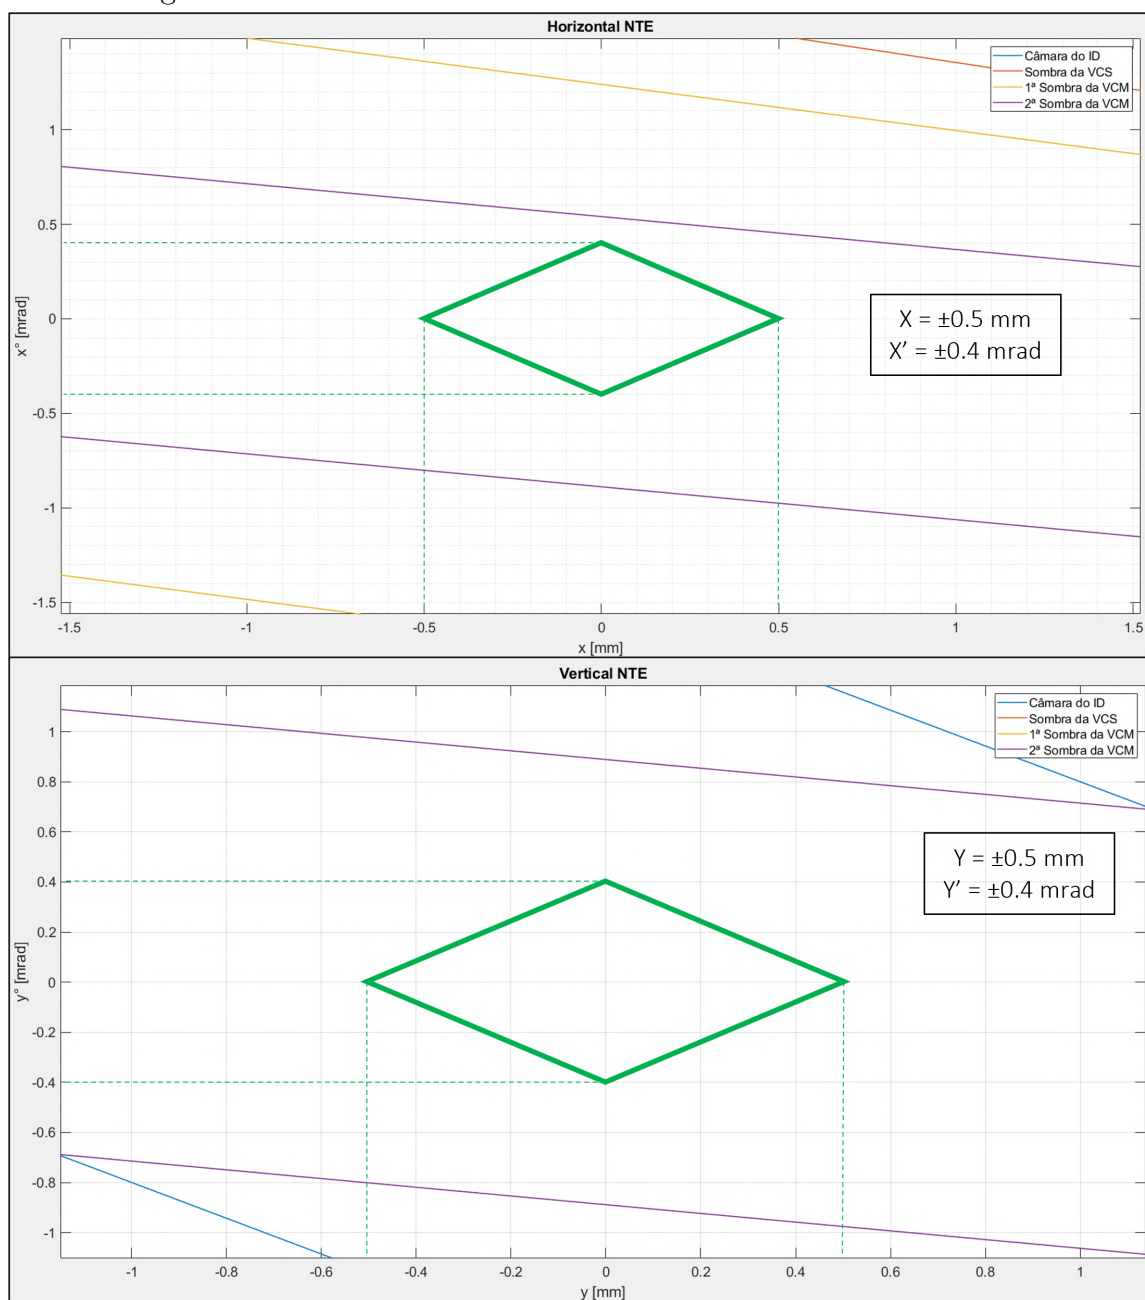 Horizontal NTE
Câmara do ID
Sombra da VCS
1ª Sombra da VCM
2ª Sombra da VCM
1
0.5
0
-0.5
-1
-1.5
x° [mrad]
X = ±0.5 mm
X' = ±0.4 mrad
-1.5
-1
-0.5
0
0.5
1
1.5
x [mm]
Vertical NTE
Câmara do ID
Sombra da VCS
1ª Sombra da VCM
2ª Sombra da VCM
1
0.8
0.6
0.4
0.2
0
-0.2
-0.4
-0.6
-0.8
-1
y° [mrad]
Y = ±0.5 mm
Y' = ±0.4 mrad
-1
-0.8
-0.6
-0.4
-0.2
0
0.2
0.4
0.6
0.8
1
y [mm]